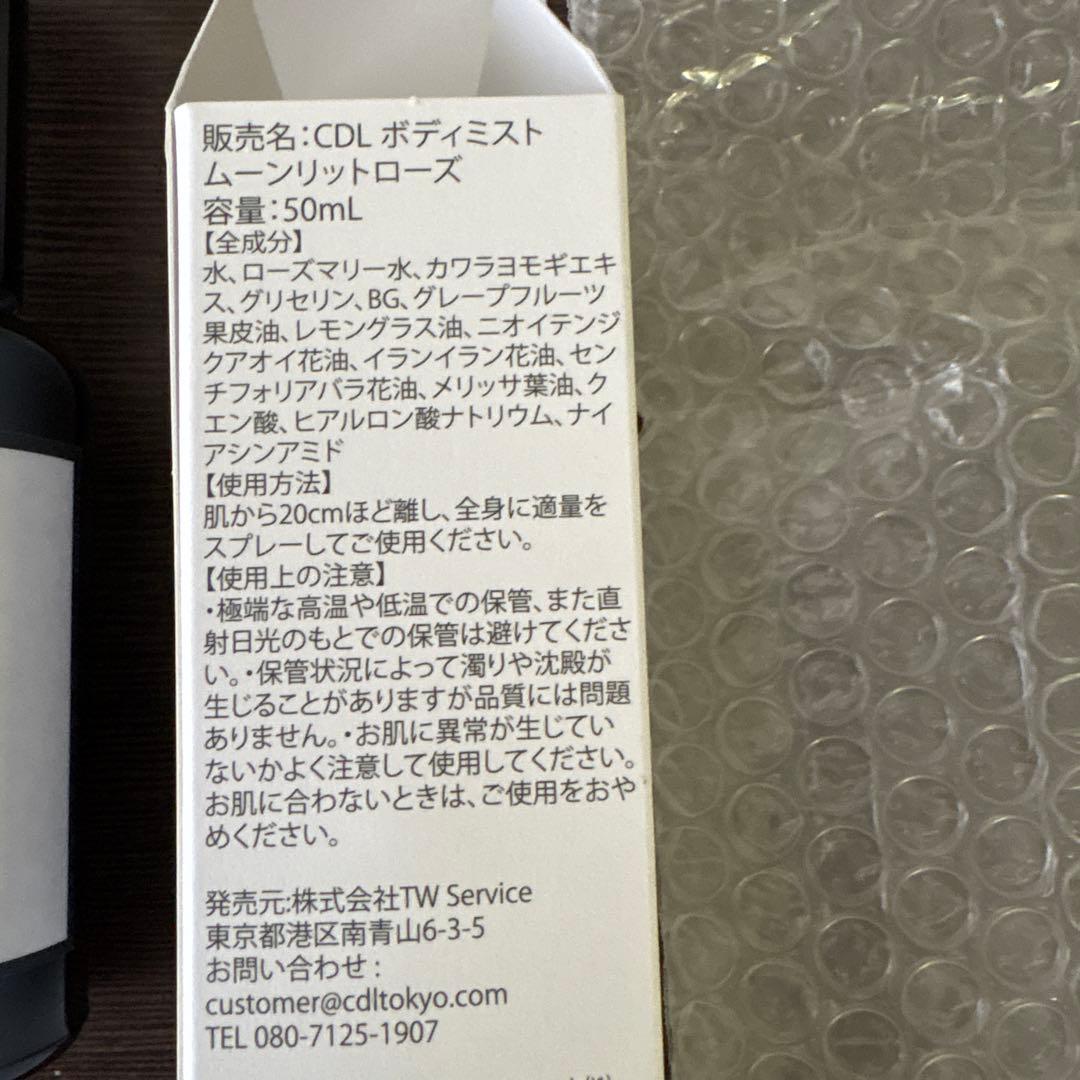 販売名：CDL ボディミスト
ムーンリットローズ
容量：50mL
【全成分】
水、ローズマリー水、カワラヨモギエキ
ス、グリセリン、BG、グレープフルーツ
果皮油、レモングラス油、ニオイテンジ
クアオイ花油、イランイラン花油、セン
チフォリアバラ花油、メリッサ葉油、ク
エン酸、ヒアルロン酸ナトリウム、ナイ
アシンアミド
【使用方法】
肌から20cmほど離し、全身に適量を
スプレーしてご使用ください。
【使用上の注意】
・極端な高温や低温での保管、また直
射日光のもとでの保管は避けてくださ
い。・保管状況によって濁りや沈殿が
生じることがありますが品質には問題
ありません。・お肌に異常が生じてい
ないかよく注意して使用してください。
お肌に合わないときは、ご使用をおや
めください。
発売元:株式会社TW Service
東京都港区南青山6-3-5
お問い合わせ :
customer@cdltokyo.com
TEL 080-7125-1907